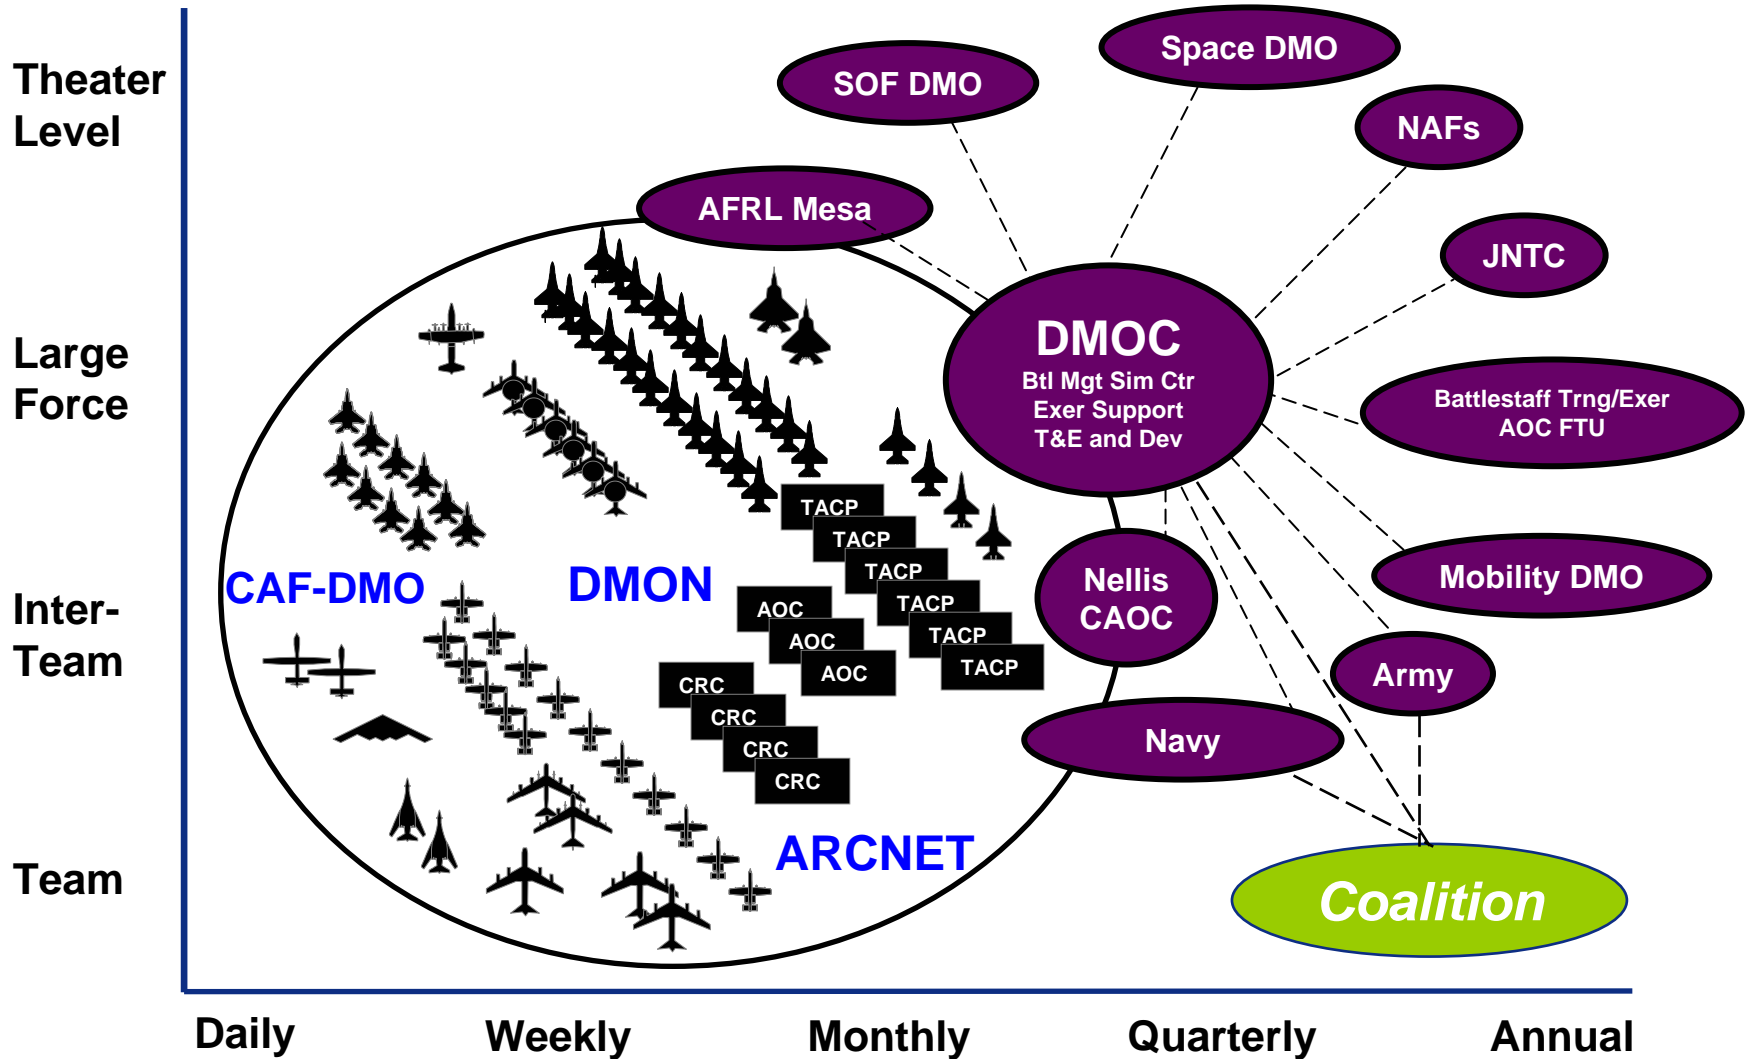 Theater
Level
Large
Force
Inter-
Team
Team
SOF DMO
Space DMO
NAFs
AFRL Mesa
JNTC
DMOC
Btl Mgt Sim Ctr
Exer Support
T&E and Dev
Battlestaff Trng/Exer
AOC FTU
TACP
TACP
TACP
TACP
TACP
TACP
CAF-DMO
DMON
AOC
AOC
AOC
Nellis
CAOC
Mobility DMO
CRC
CRC
CRC
CRC
Army
Navy
ARCNET
Coalition
Daily
Weekly
Monthly
Quarterly
Annual